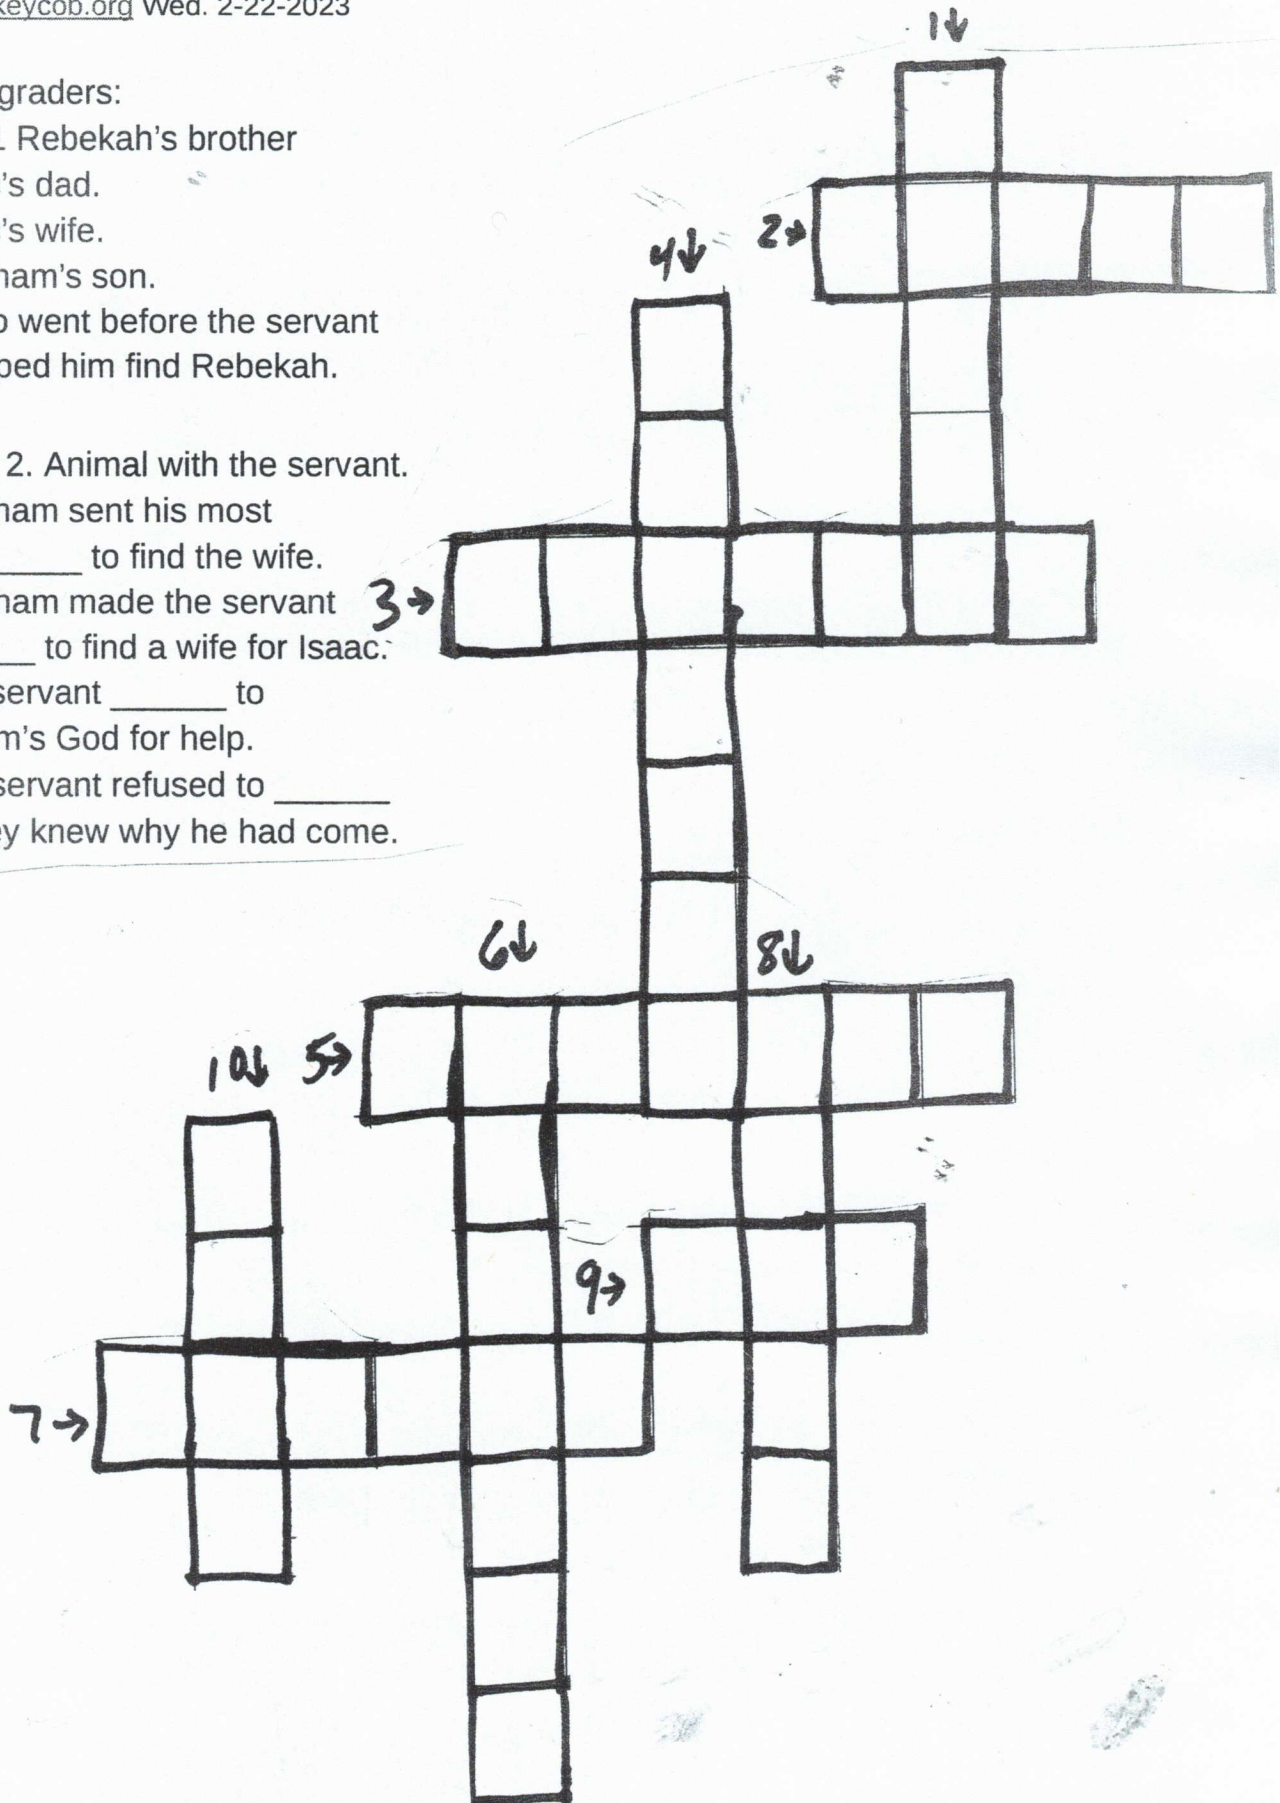 keycob.org Wed. 2-22-2023
graders:
1 Rebekah's brother
's dad.
's wife.
ham's son.
o went before the servant
ped him find Rebekah.
2. Animal with the servant.
ham sent his most
______ to find the wife.
ham made the servant
__ to find a wife for Isaac.
servant ______ to
m's God for help.
servant refused to ______
ey knew why he had come.
1↓
2→
4↓
3→
6↓
8↓
5→
10↓
9→
7→